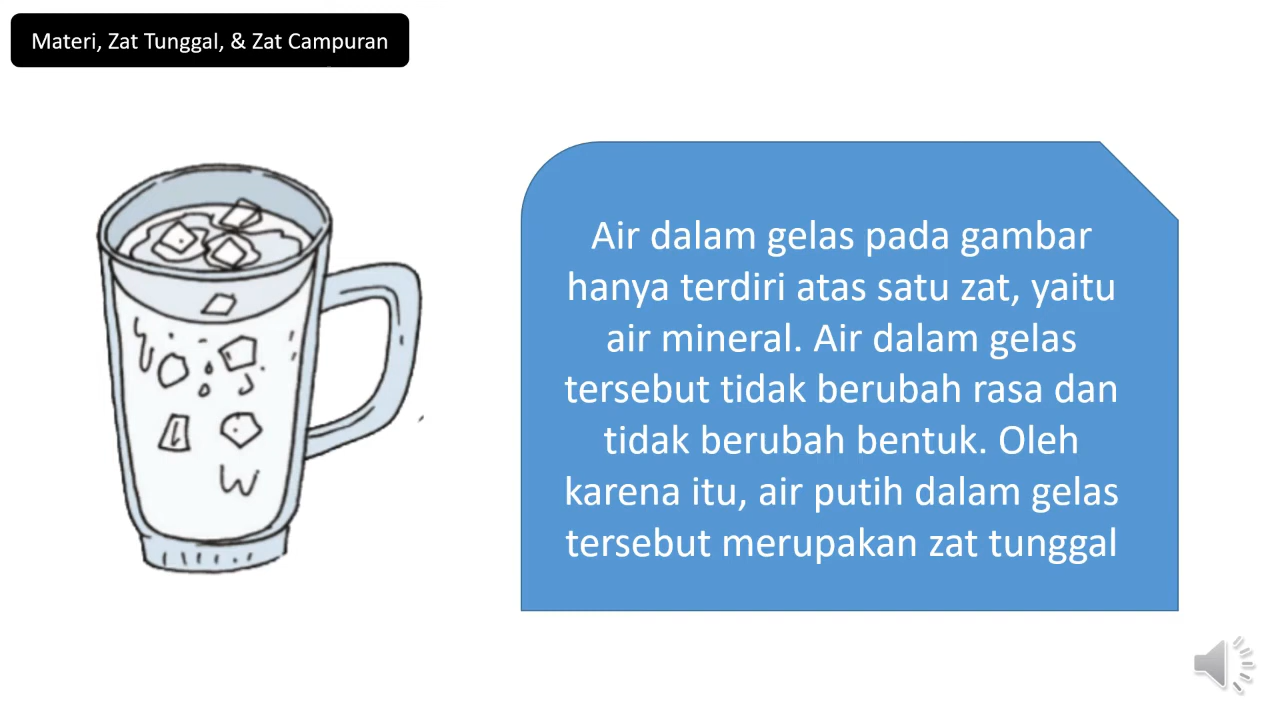 Materi, Zat Tunggal, & Zat Campuran
Air dalam gelas pada gambar
hanya terdiri atas satu zat, yaitu
air mineral. Air dalam gelas
tersebut tidak berubah rasa dan
tidak berubah bentuk. Oleh
karena itu, air putih dalam gelas
tersebut merupakan zat tunggal